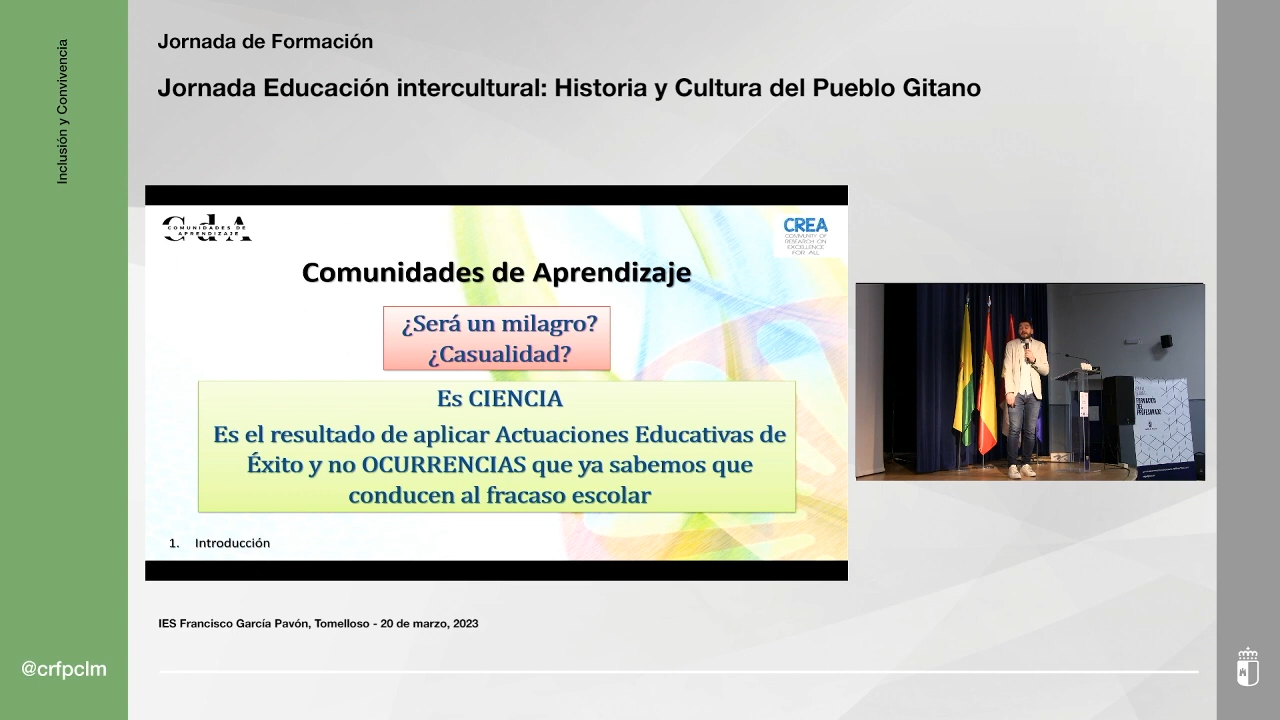 Inclusión y Convivencia
Jornada de Formación
Jornada Educación intercultural: Historia y Cultura del Pueblo Gitano
CdA
COMUNIDADES DE
APRENDIZAJE
CREA
COMMUNITY OF
RESEARCH ON
EXCELLENCE
FOR ALL
Comunidades de Aprendizaje
¿Será un milagro?
¿Casualidad?
Es CIENCIA
Es el resultado de aplicar Actuaciones Educativas de
Éxito y no OCURRENCIAS que ya sabemos que
conducen al fracaso escolar
1. Introducción
IES Francisco García Pavón, Tomelloso - 20 de marzo, 2023
@crfpclm